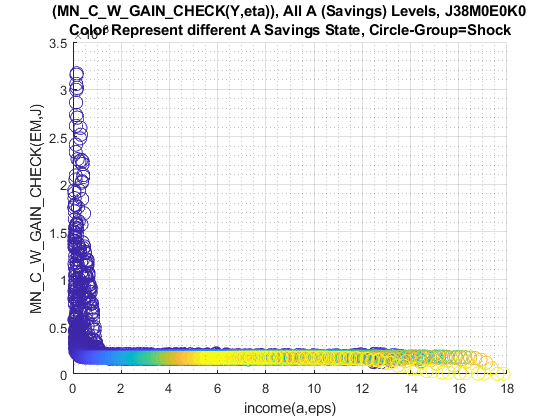 (MN_C_W_GAIN_CHECK(Y,eta)), All A (Savings) Levels, J38M0E0K0
Color Represent different A Savings State, Circle-Group=Shock
3.5
3
2.5
2
1.5
1
0.5
0
MN_C_W_GAIN_CHECK(EM,J)
0 2 4 6 8 10 12 14 16 18
income(a,eps)